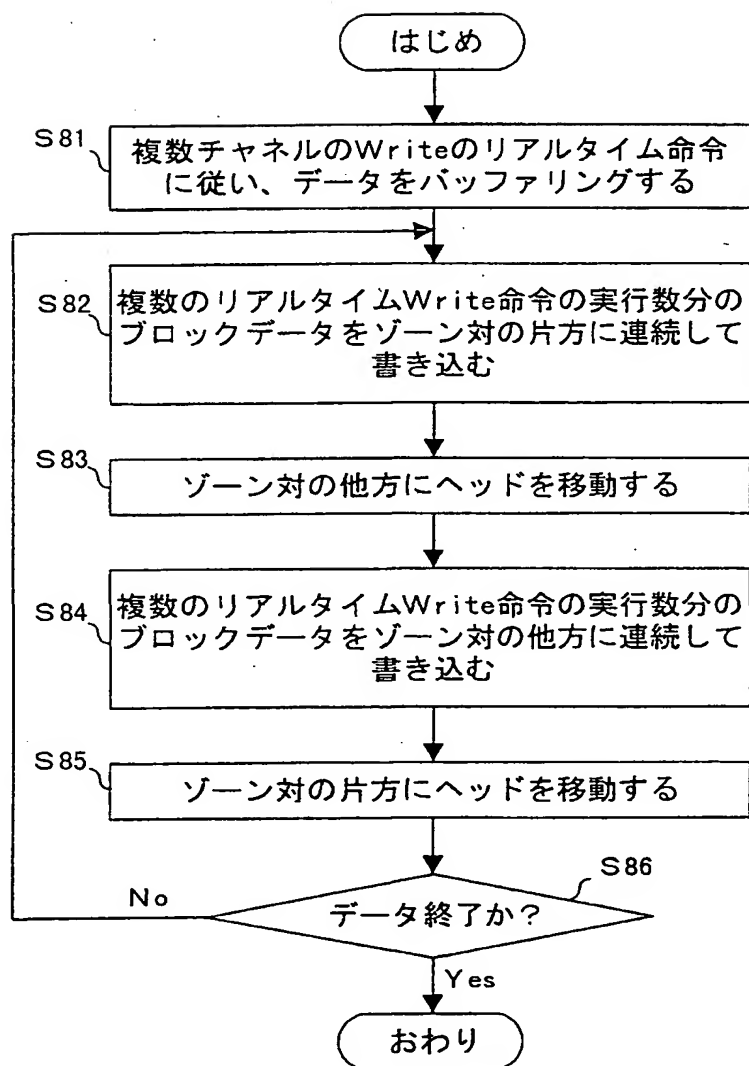 はじめ
S81
複数チャネルのWriteのリアルタイム命令
に従い、データをバッファリングする
S82
複数のリアルタイムWrite命令の実行数分の
ブロックデータをゾーン対の片方に連続して
書き込む
S83
ゾーン対の他方にヘッドを移動する
S84
複数のリアルタイムWrite命令の実行数分の
ブロックデータをゾーン対の他方に連続して
書き込む
S85
ゾーン対の片方にヘッドを移動する
S86
No
データ終了か?
Yes
おわり